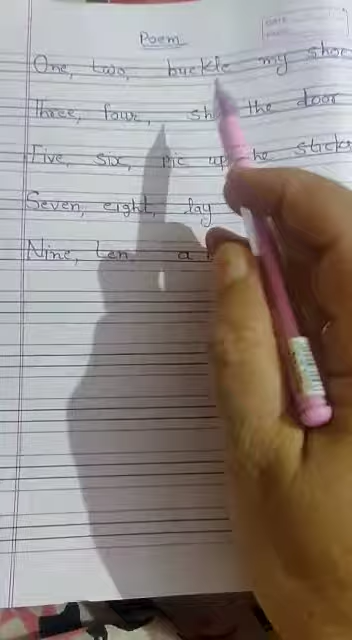 Poem
DATE
One, two, buckle my shoe
Three, four, the door
Five, six, pic up the sticks
Seven, eight, lay
Nine, ten, a